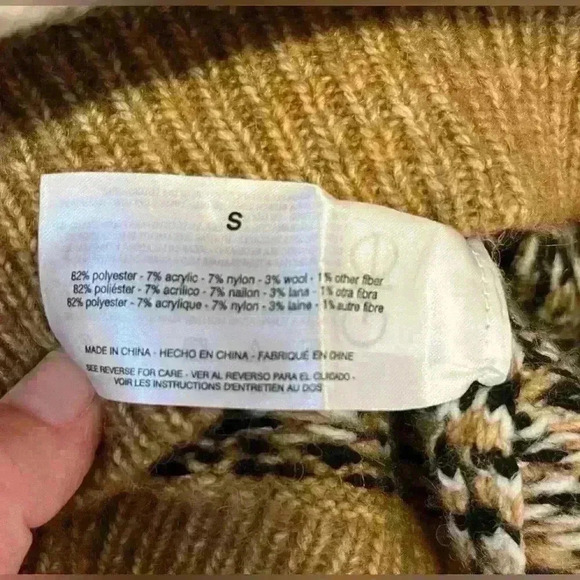 S
82% polyester - 7% acrylic - 7% nylon - 3% wool - 1% other fiber
82% poliéster - 7% acrilico - 7% nailon - 3% lana - 1% otra fibra
82% polyester - 7% acrylique - 7% nylon - 3% laine - 1% autre fibre
MADE IN CHINA - HECHO EN CHINA - FABRIQUÉ EN CHINE
SEE REVERSE FOR CARE - VER AL REVERSO PARA EL CUIDADO -
VOIR LES INSTRUCTIONS D'ENTRETIEN AU DOS